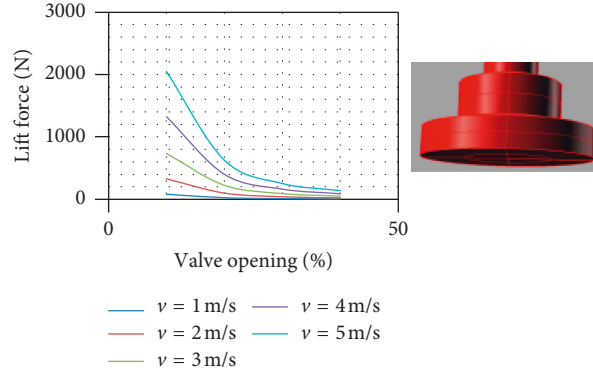 3000
2000
1000
0
Lift force (N)
0
50
Valve opening (%)
v = 1 m/s
v = 2 m/s
v = 3 m/s
v = 4 m/s
v = 5 m/s